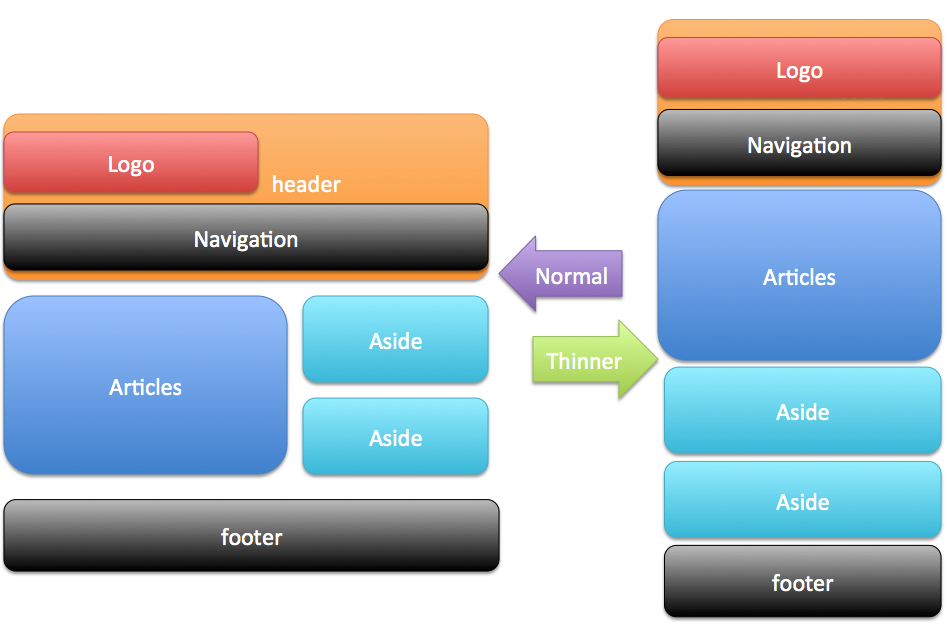 Logo
header
Navigation
Articles
Aside
Aside
footer
Normal
Thinner
Logo
Navigation
Articles
Aside
Aside
footer